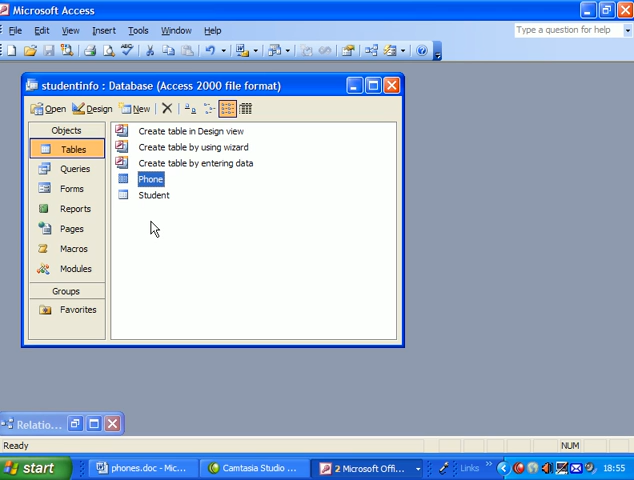 Microsoft Access
File Edit View Insert Tools Window Help
Type a question for help
studentinfo : Database (Access 2000 file format)
Open Design New
Objects
Tables
Queries
Forms
Reports
Pages
Macros
Modules
Groups
Favorites
Create table in Design view
Create table by using wizard
Create table by entering data
Phone
Student
Relatio...
Ready
NUM
start
phones.doc - Mic...
Camtasia Studio ...
2 Microsoft Offi...
Links »
18:55